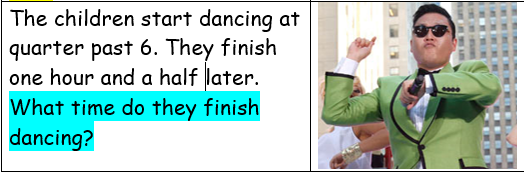 The children start dancing at
quarter past 6. They finish
one hour and a half later.
What time do they finish
dancing?